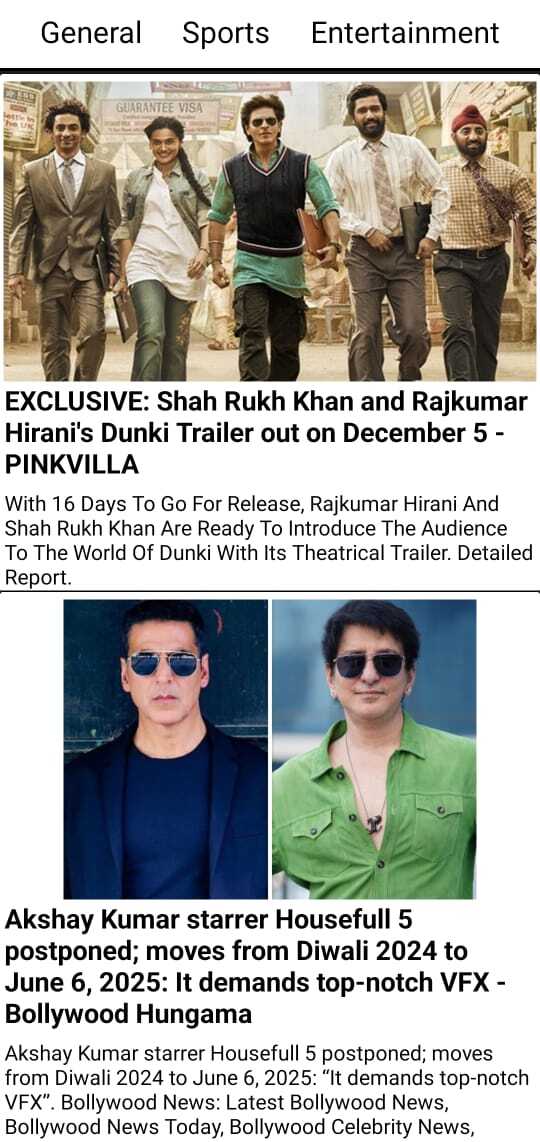 General Sports Entertainment
GUARANTEE VISA
EXCLUSIVE: Shah Rukh Khan and Rajkumar
Hirani's Dunki Trailer out on December 5 -
PINKVILLA
With 16 Days To Go For Release, Rajkumar Hirani And
Shah Rukh Khan Are Ready To Introduce The Audience
To The World Of Dunki With Its Theatrical Trailer. Detailed
Report.
Akshay Kumar starrer Housefull 5
postponed; moves from Diwali 2024 to
June 6, 2025: It demands top-notch VFX -
Bollywood Hungama
Akshay Kumar starrer Housefull 5 postponed; moves
from Diwali 2024 to June 6, 2025: “It demands top-notch
VFX”. Bollywood News: Latest Bollywood News,
Bollywood News Today, Bollywood Celebrity News,